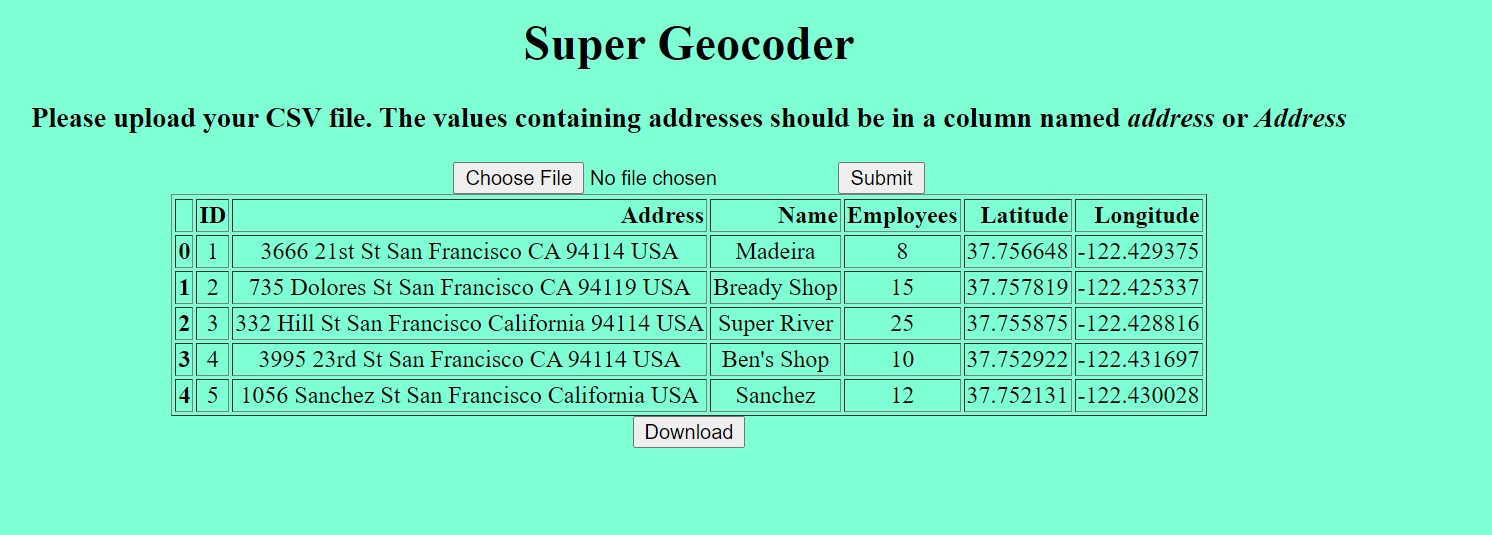 Super Geocoder
Please upload your CSV file. The values containing addresses should be in a column named address or Address
Choose File No file chosen Submit
ID Address Name Employees Latitude Longitude
0 1 3666 21st St San Francisco CA 94114 USA Madeira 8 37.756648 -122.429375
1 2 735 Dolores St San Francisco CA 94119 USA Bready Shop 15 37.757819 -122.425337
2 3 332 Hill St San Francisco California 94114 USA Super River 25 37.755875 -122.428816
3 4 3995 23rd St San Francisco CA 94114 USA Ben's Shop 10 37.752922 -122.431697
4 5 1056 Sanchez St San Francisco California USA Sanchez 12 37.752131 -122.430028
Download